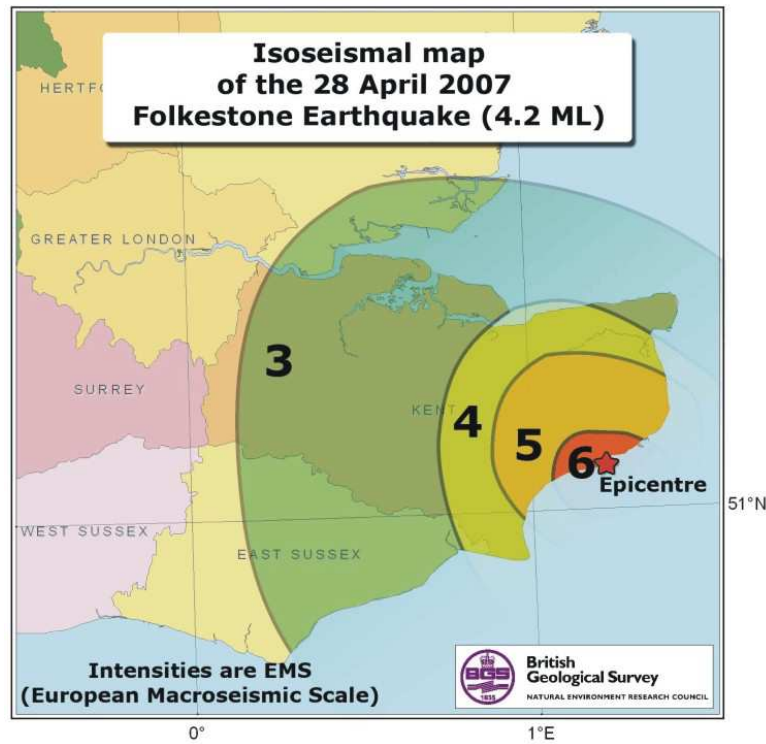 Isoseismal map
of the 28 April 2007
Folkestone Earthquake (4.2 ML)
GREATER LONDON
3
SURREY
KENT
4
5
6
Epicentre
51°N
WEST SUSSEX
EAST SUSSEX
Intensities are EMS
(European Macroseismic Scale)
BGS
1835
British
Geological Survey
NATURAL ENVIRONMENT RESEARCH COUNCIL
0°
1°E